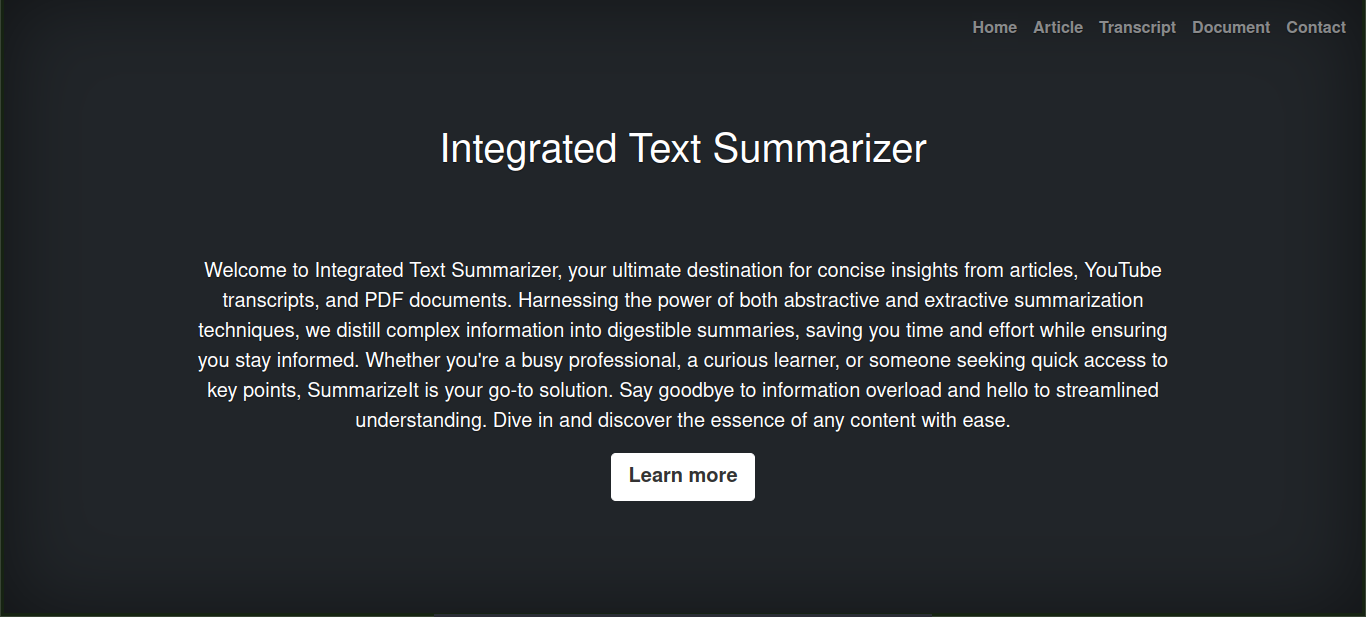 Home Article Transcript Document Contact
Integrated Text Summarizer
Welcome to Integrated Text Summarizer, your ultimate destination for concise insights from articles, YouTube
transcripts, and PDF documents. Harnessing the power of both abstractive and extractive summarization
techniques, we distill complex information into digestible summaries, saving you time and effort while ensuring
you stay informed. Whether you're a busy professional, a curious learner, or someone seeking quick access to
key points, SummarizeIt is your go-to solution. Say goodbye to information overload and hello to streamlined
understanding. Dive in and discover the essence of any content with ease.
Learn more